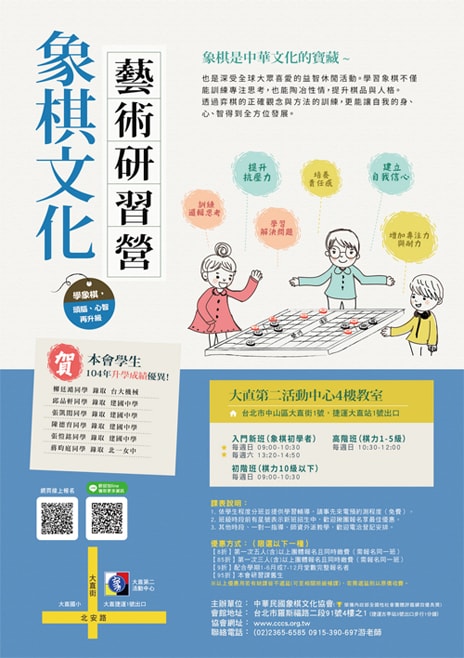 象棋文化
藝術研習營
象棋是中華文化的寶藏～
也是深受全球大眾喜愛的益智休閒活動。學習象棋不僅
能訓練專注思考，也能陶冶性情，提升棋品與人格。
透過弈棋的正確觀念與方法的訓練，更能讓自我的身、
心、智得到全方位發展。
提升
抗壓力
培養
責任感
建立
自我信心
訓練
邏輯思考
學習
解決問題
增加專注力
與耐力
學象棋，
頭腦、心智
再升級
賀
本會學生
104年升學成績優異！
同學 錄取 台大機械
邱品軒同學 錄取 建國中學
張凱閎同學 錄取 建國中學
陳德育同學 錄取 建國中學
張愷銘同學 錄取 建國中學
蔣昀庭同學 錄取 北一女中
大直第二活動中心4樓教室
台北市中山區大直街1號，捷運大直站1號出口
入門新班(象棋初學者)
★ 每週日 09:00-10:30
★ 每週六 13:20-14:50
高階班(棋力1-5級)
每週日 10:30-12:00
初階班(棋力10級以下)
每週日 09:00-10:30
網頁線上報名
課表說明：
1. 依學生程度分班並提供學習輔導，請事先來電預約測程度（免費）。
2. 班級時段前有星號表示新班招生中，歡迎揪團報名享最佳優惠。
3. 其他時段、一對一指導、師資外派教學，歡迎電洽登記安排。
優惠方式：（限選以下一種）
【8折】第一次五人(含)以上團體報名且同時繳費（需報名同一班）
【85折】第一次三人(含)以上團體報名且同時繳費（需報名同一班）
【9折】配合學期1-6月或7-12月堂數完整報名者
【95折】本會研習課舊生
大直街
大直第二
活動中心
大直國小
大直捷運1號出口
北安路
主辦單位： 中華民國象棋文化協會
會館地址： 台北市羅斯福路二段91號4樓之1
協會網址： www.cccs.org.tw
聯絡電話： (02)2365-6585 0915-390-697游老師